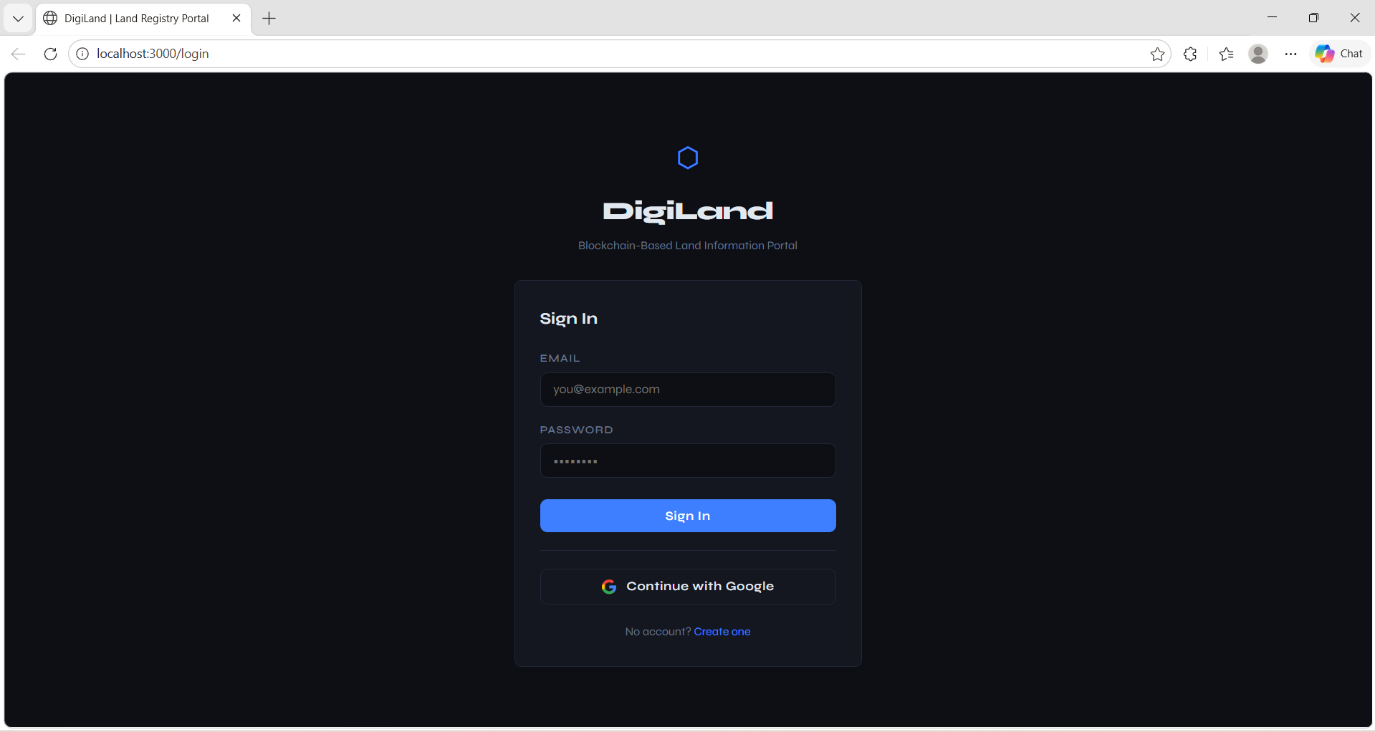 DigiLand | Land Registry Portal
localhost:3000/login
Chat
DigiLand
Blockchain-Based Land Information Portal
Sign In
EMAIL
you@example.com
PASSWORD
••••••••
Sign In
Continue with Google
No account? Create one